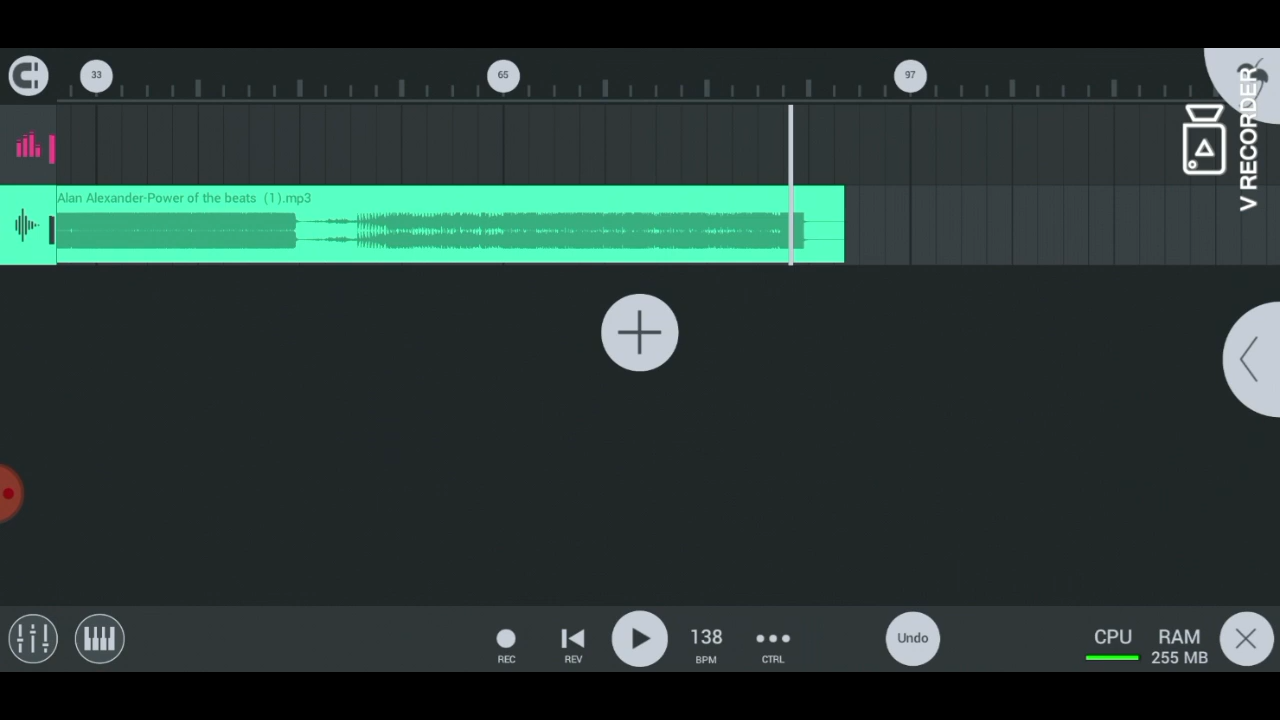 33
65
97
V RECORDER
Alan Alexander-Power of the beats (1).mp3
REC
REV
138
BPM
CTRL
Undo
CPU
RAM
255 MB